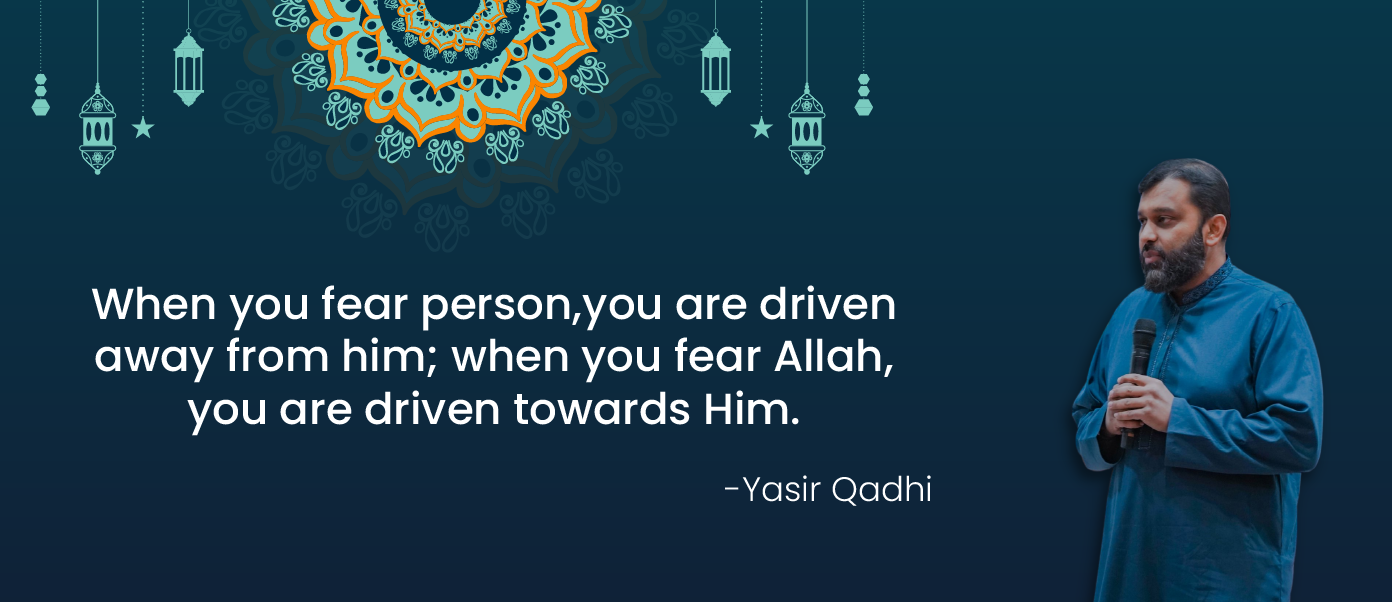 When you fear person,you are driven
away from him; when you fear Allah,
you are driven towards Him.
-Yasir Qadhi